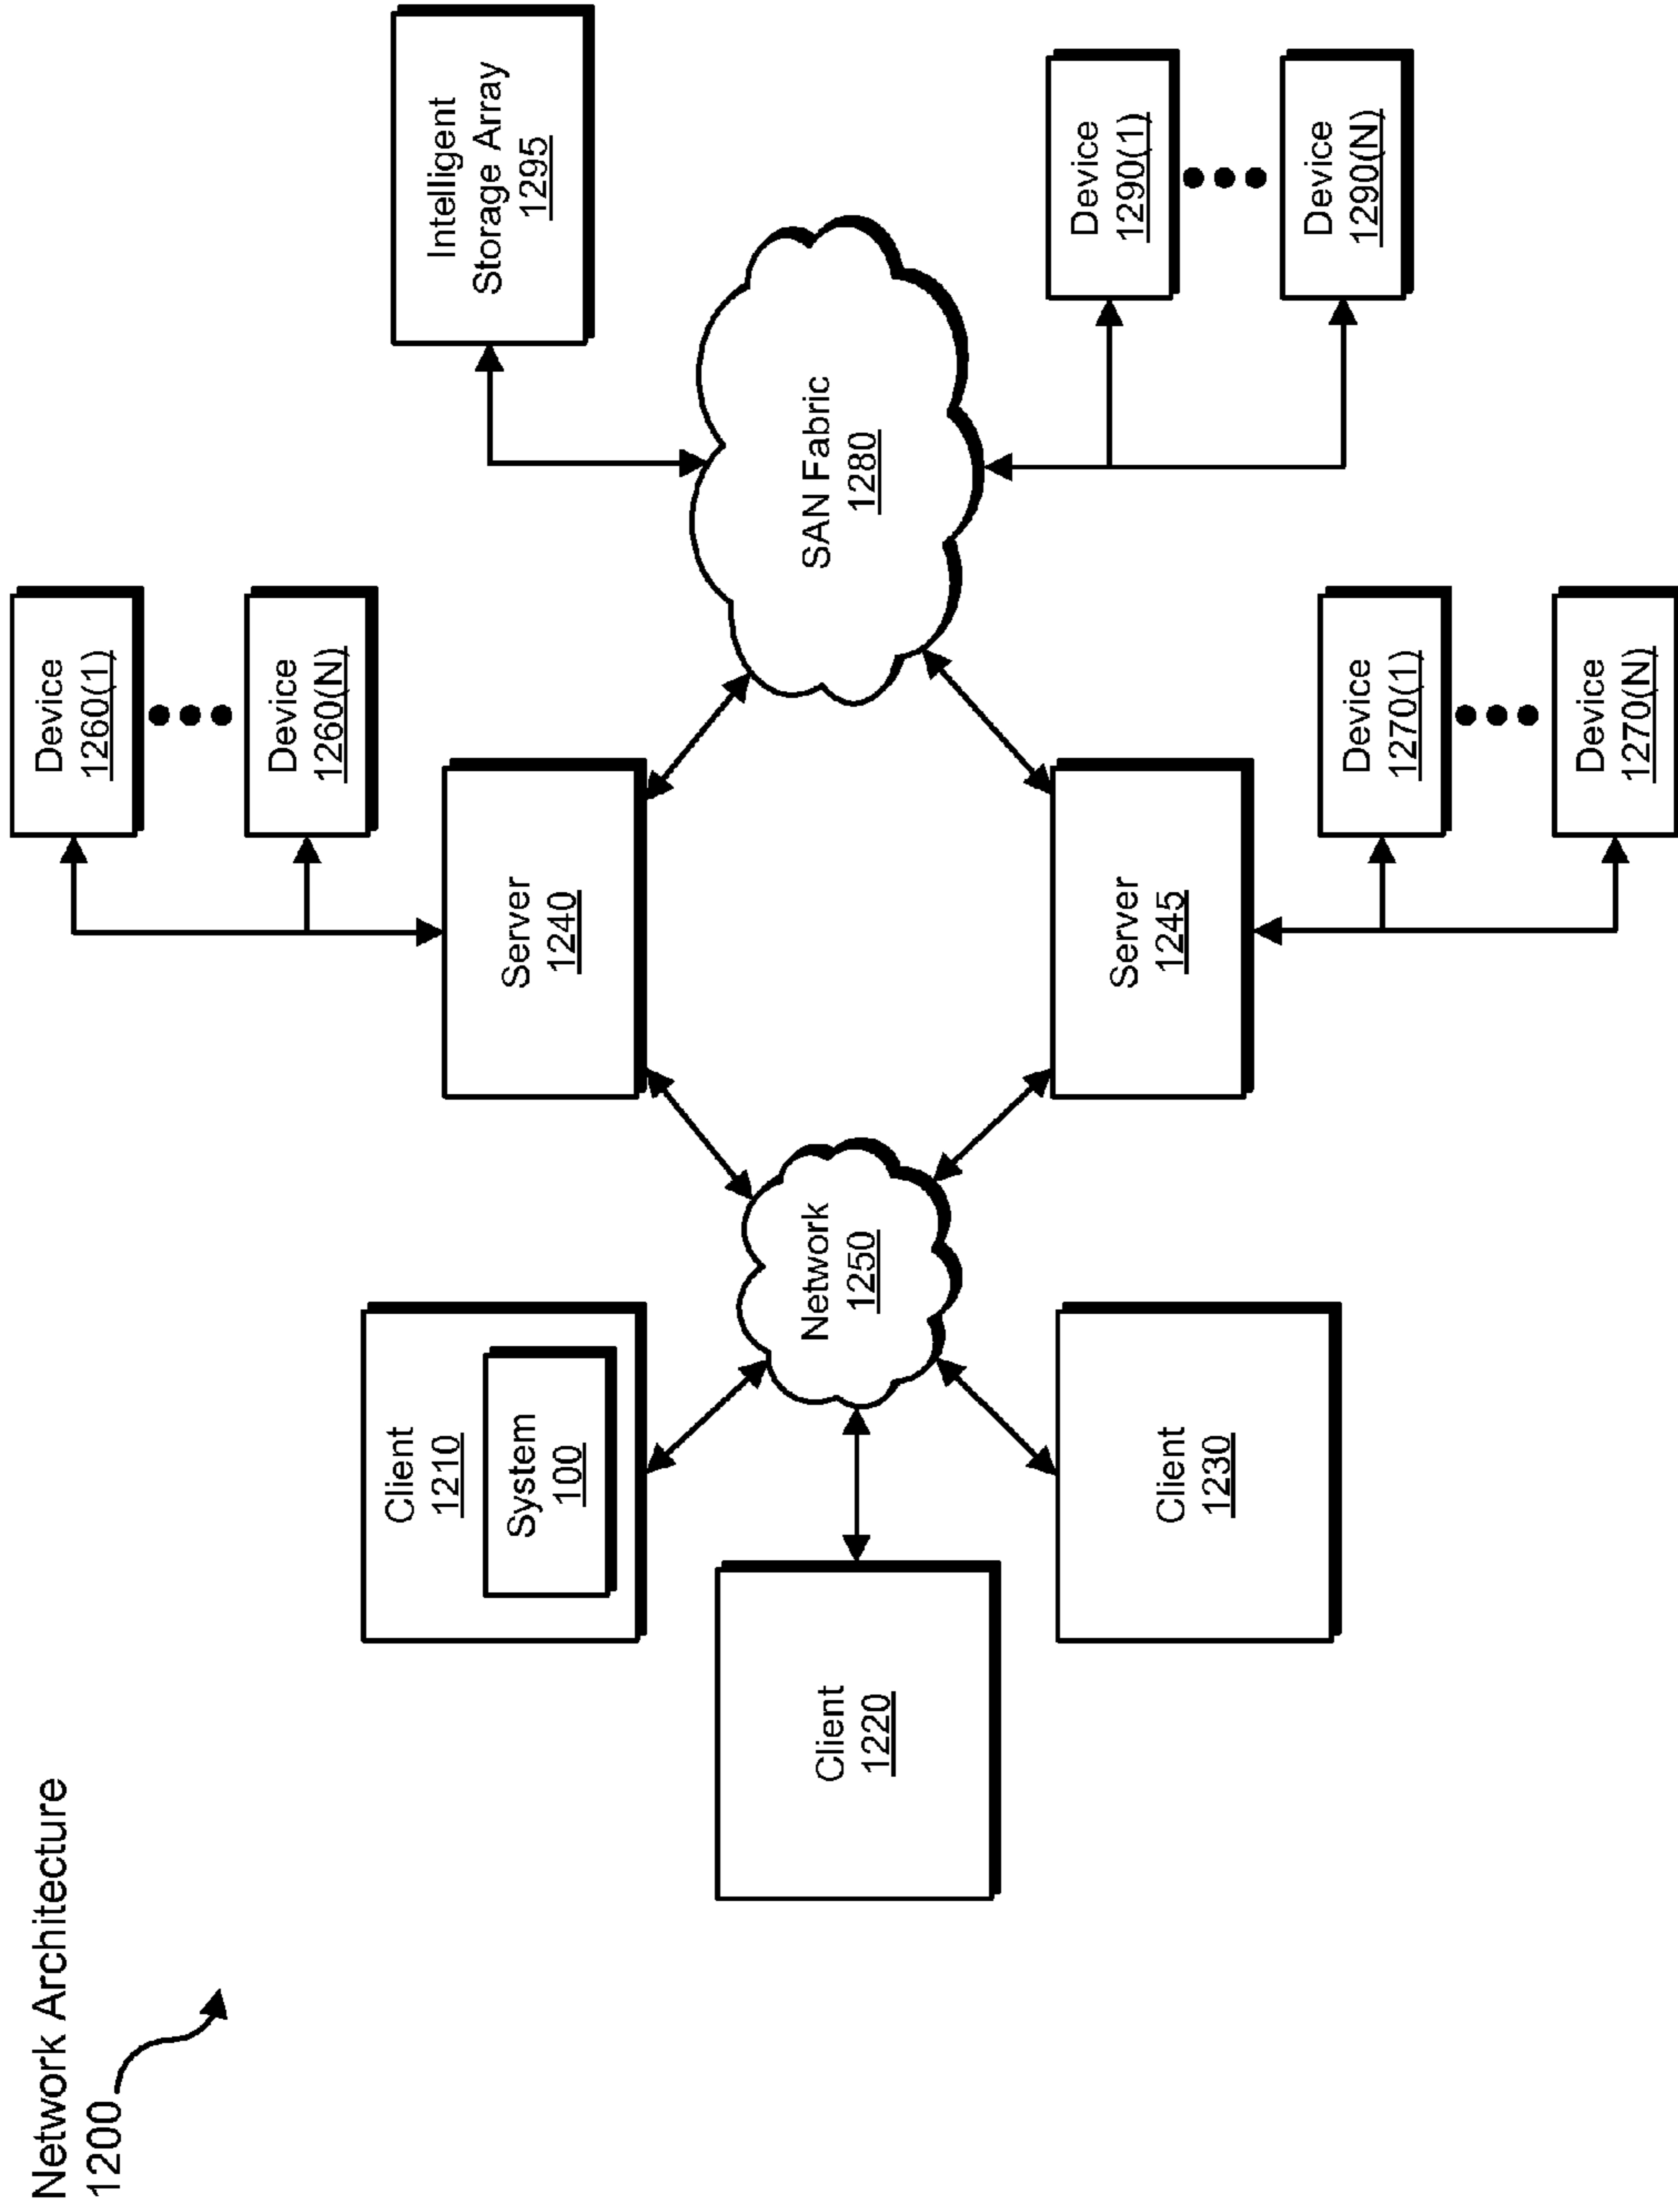 Network Architecture
1200
Client
1210
System
100
Client
1220
Client
1230
Network
1250
Server
1240
Server
1245
Device
1260(1)
Device
1260(N)
Device
1270(1)
Device
1270(N)
SAN Fabric
1280
Intelligent
Storage Array
1295
Device
1290(1)
Device
1290(N)